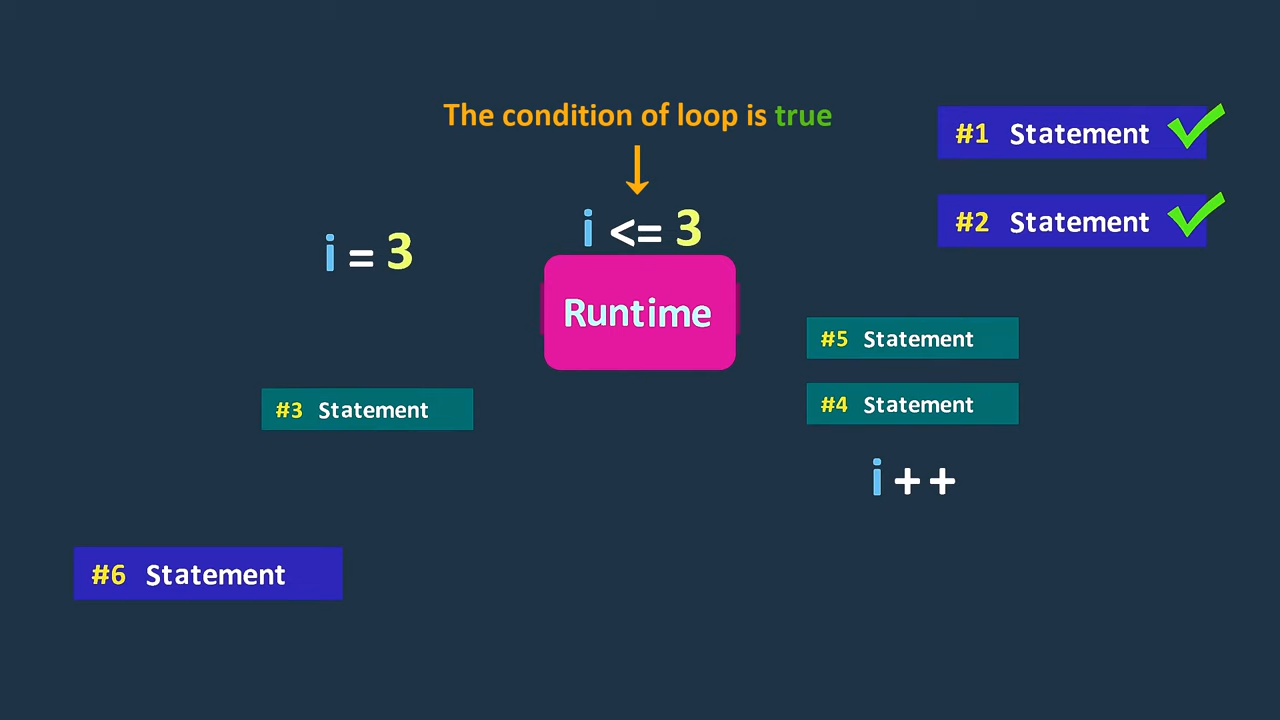 The condition of loop is true
#1 Statement
#2 Statement
i <= 3
i = 3
Runtime
#5 Statement
#4 Statement
#3 Statement
i + +
#6 Statement